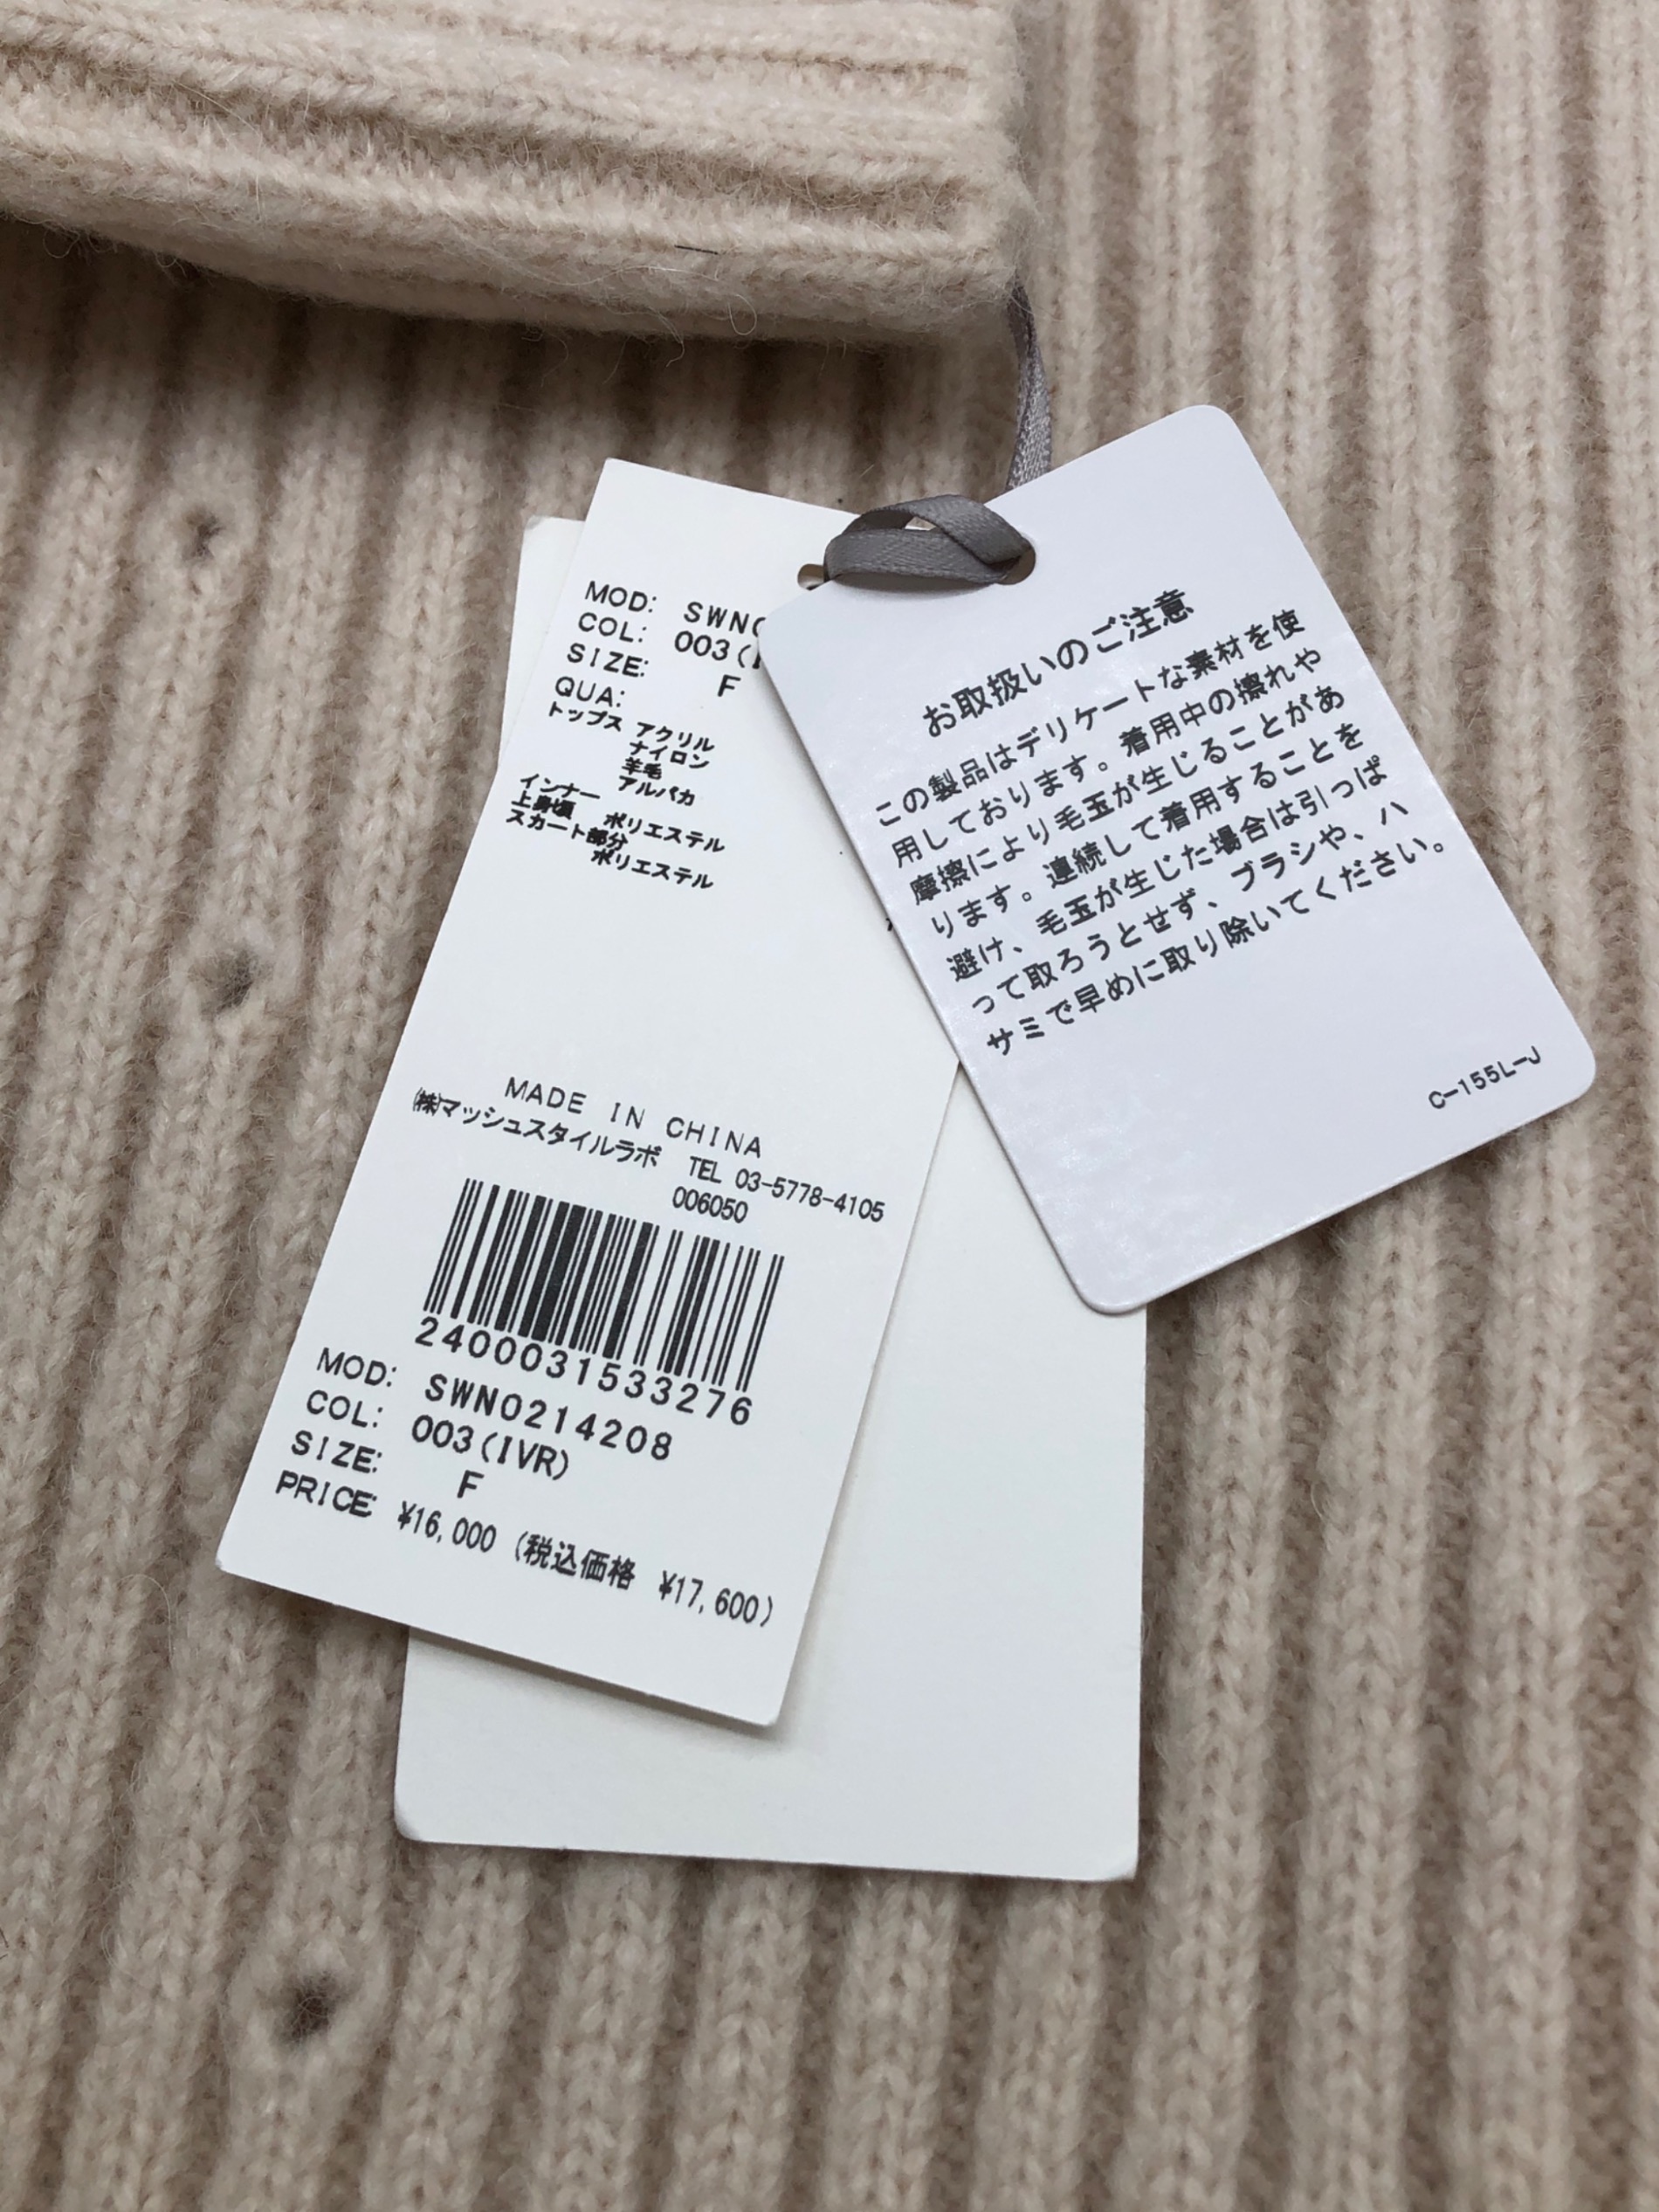 MOD: SWN
COL: 003(
SIZE: F
QUA:
トップス アクリル
ナイロン
羊毛
アルパカ
インナー
上身頃 ポリエステル
スカート部分
ポリエステル
MADE IN CHINA
㈱マッシュスタイルラボ TEL 03-5778-4105
006050
2400031533276
MOD: SWNO214208
COL: 003(IVR)
SIZE: F
PRICE: ¥16,000 (税込価格 ¥17,600)
お取扱いのご注意
この製品はデリケートな素材を使
用しております。着用中の擦れや
摩擦により毛玉が生じることがあ
ります。連続して着用することを
避け、毛玉が生じた場合は引っぱ
って取ろうとせず、ブラシや、ハ
サミで早めに取り除いてください。
C-155L-J